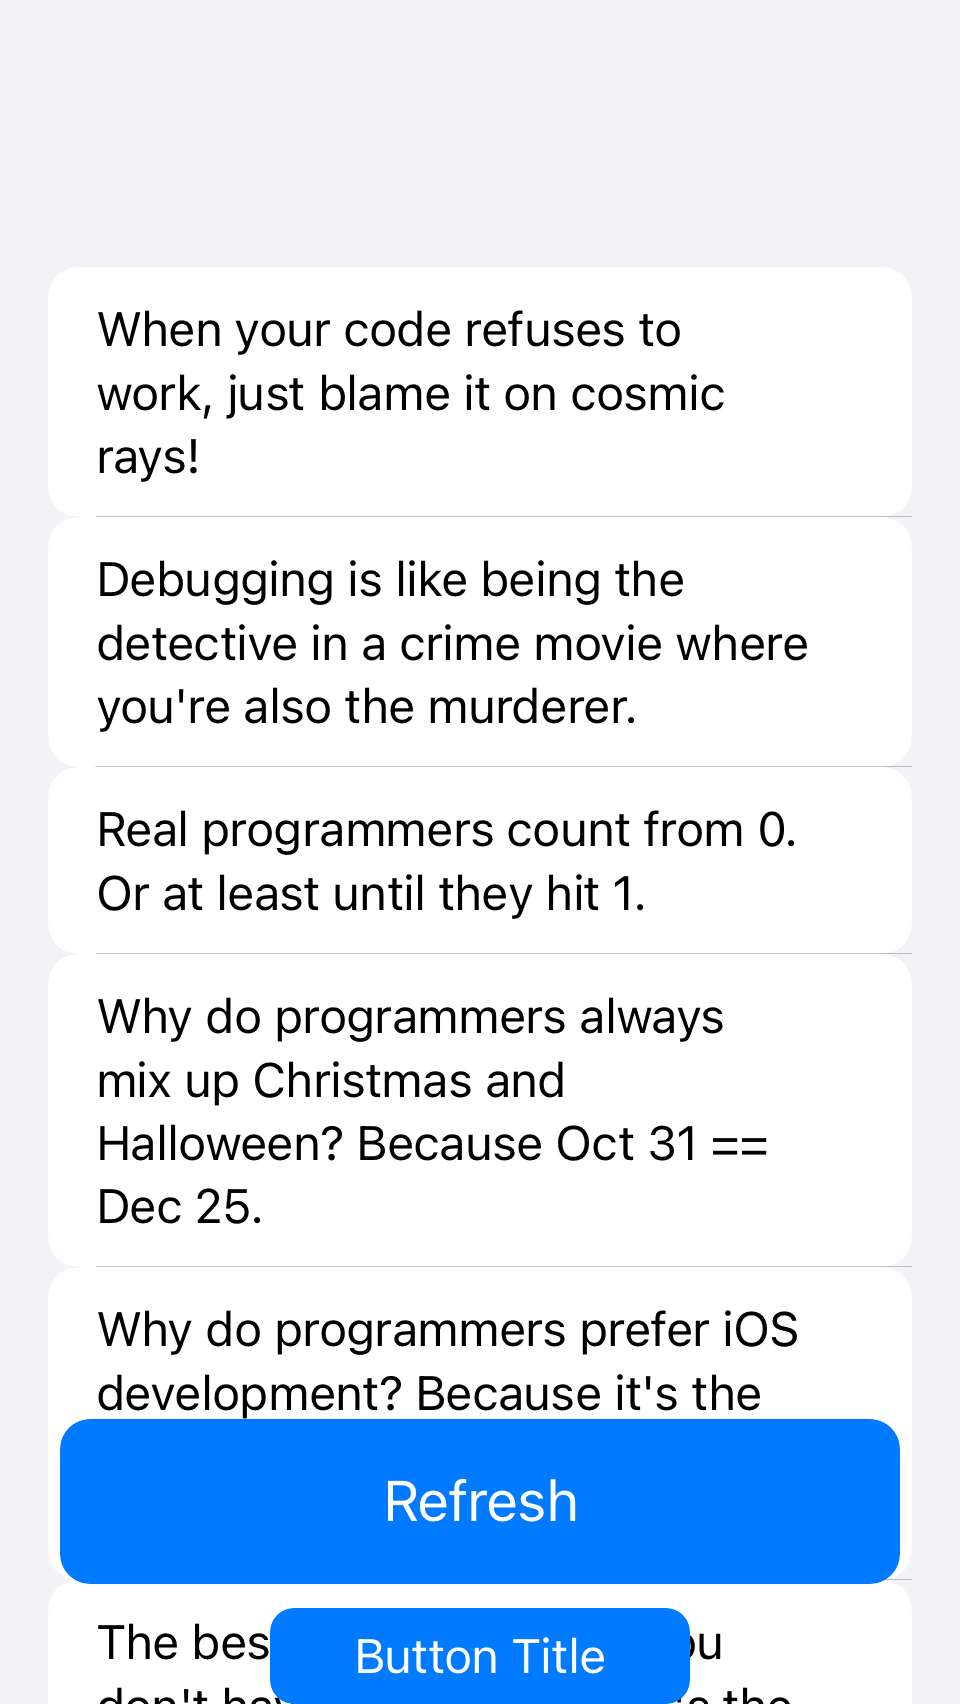 When your code refuses to
work, just blame it on cosmic
rays!
Debugging is like being the
detective in a crime movie where
you're also the murderer.
Real programmers count from 0.
Or at least until they hit 1.
Why do programmers always
mix up Christmas and
Halloween? Because Oct 31 ==
Dec 25.
Why do programmers prefer iOS
development? Because it's the
Refresh
The
Button Title
don't
the